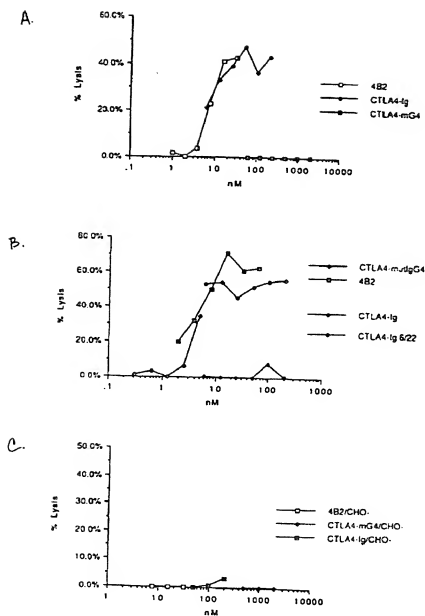 A.
60.0%
40.0%
20.0%
0.0%
% Lysis
.1 1 10 100 1000 10000
nM
4B2
CTLA4-Ig
CTLA4-mG4
B.
80.0%
60.0%
40.0%
20.0%
0.0%
% Lysis
.1 1 10 100 1000
nM
CTLA4-mutIgG4
4B2
CTLA4-Ig
CTLA4-Ig 6/22
C.
50.0%
40.0%
30.0%
20.0%
10.0%
0.0%
% Lysis
.1 1 10 100 1000 10000
nM
4B2/CHO-
CTLA4-mG4/CHO-
CTLA4-Ig/CHO-